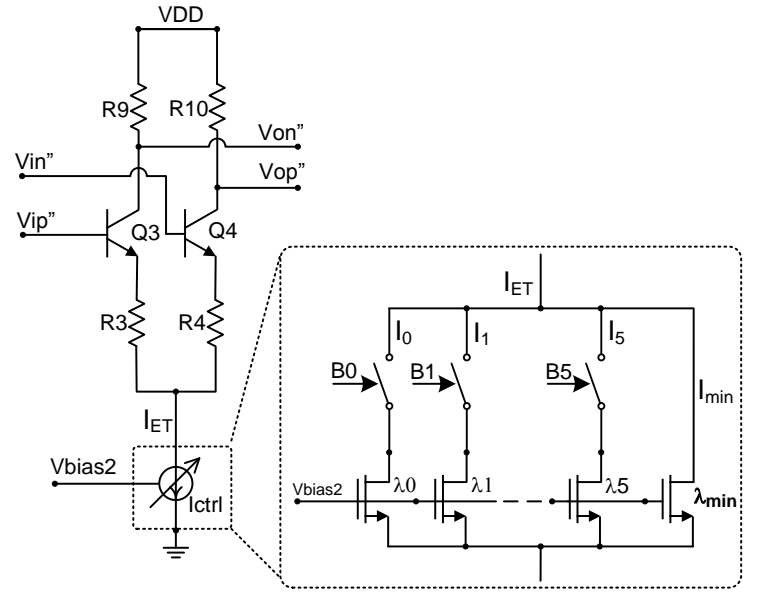 VDD
R9
R10
Von”
Vin”
Vop”
Vip”
Q3
Q4
R3
R4
IET
Vbias2
Ictrl
IET
I0
I1
I5
B0
B1
B5
Imin
Vbias2
λ0
λ1
λ5
λmin